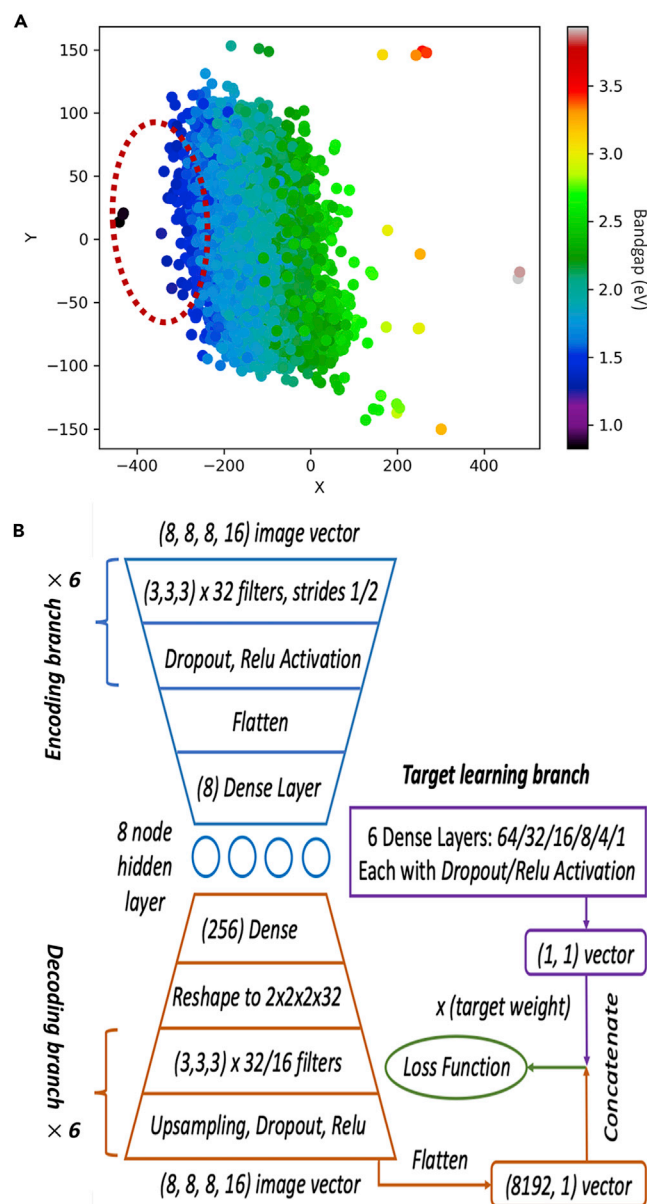 A
150
100
50
0
−50
−100
−150
Y
−400
−200
0
200
400
X
3.5
3.0
2.5
2.0
1.5
1.0
Bandgap (eV)
B
(8, 8, 8, 16) image vector
Encoding branch × 6
(3,3,3) x 32 filters, strides 1/2
Dropout, Relu Activation
Flatten
(8) Dense Layer
8 node
hidden
layer
Target learning branch
6 Dense Layers: 64/32/16/8/4/1
Each with Dropout/Relu Activation
(1, 1) vector
x (target weight)
Concatenate
Loss Function
Decoding branch × 6
(256) Dense
Reshape to 2x2x2x32
(3,3,3) x 32/16 filters
Upsampling, Dropout, Relu
(8, 8, 8, 16) image vector
Flatten
(8192, 1) vector